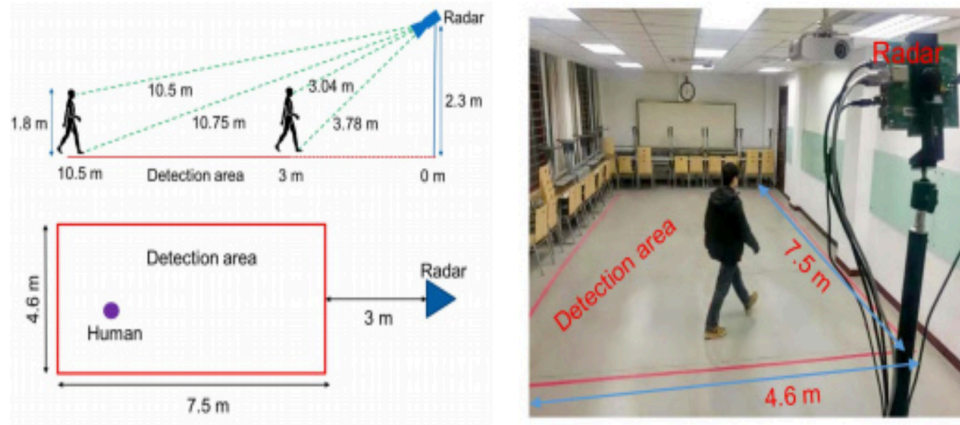 Radar
10.5 m
3.04 m
1.8 m
10.75 m
3.78 m
2.3 m
10.5 m
Detection area
3 m
0 m
4.6 m
Detection area
Human
Radar
3 m
7.5 m
Radar
Detection area
7.5 m
4.6 m